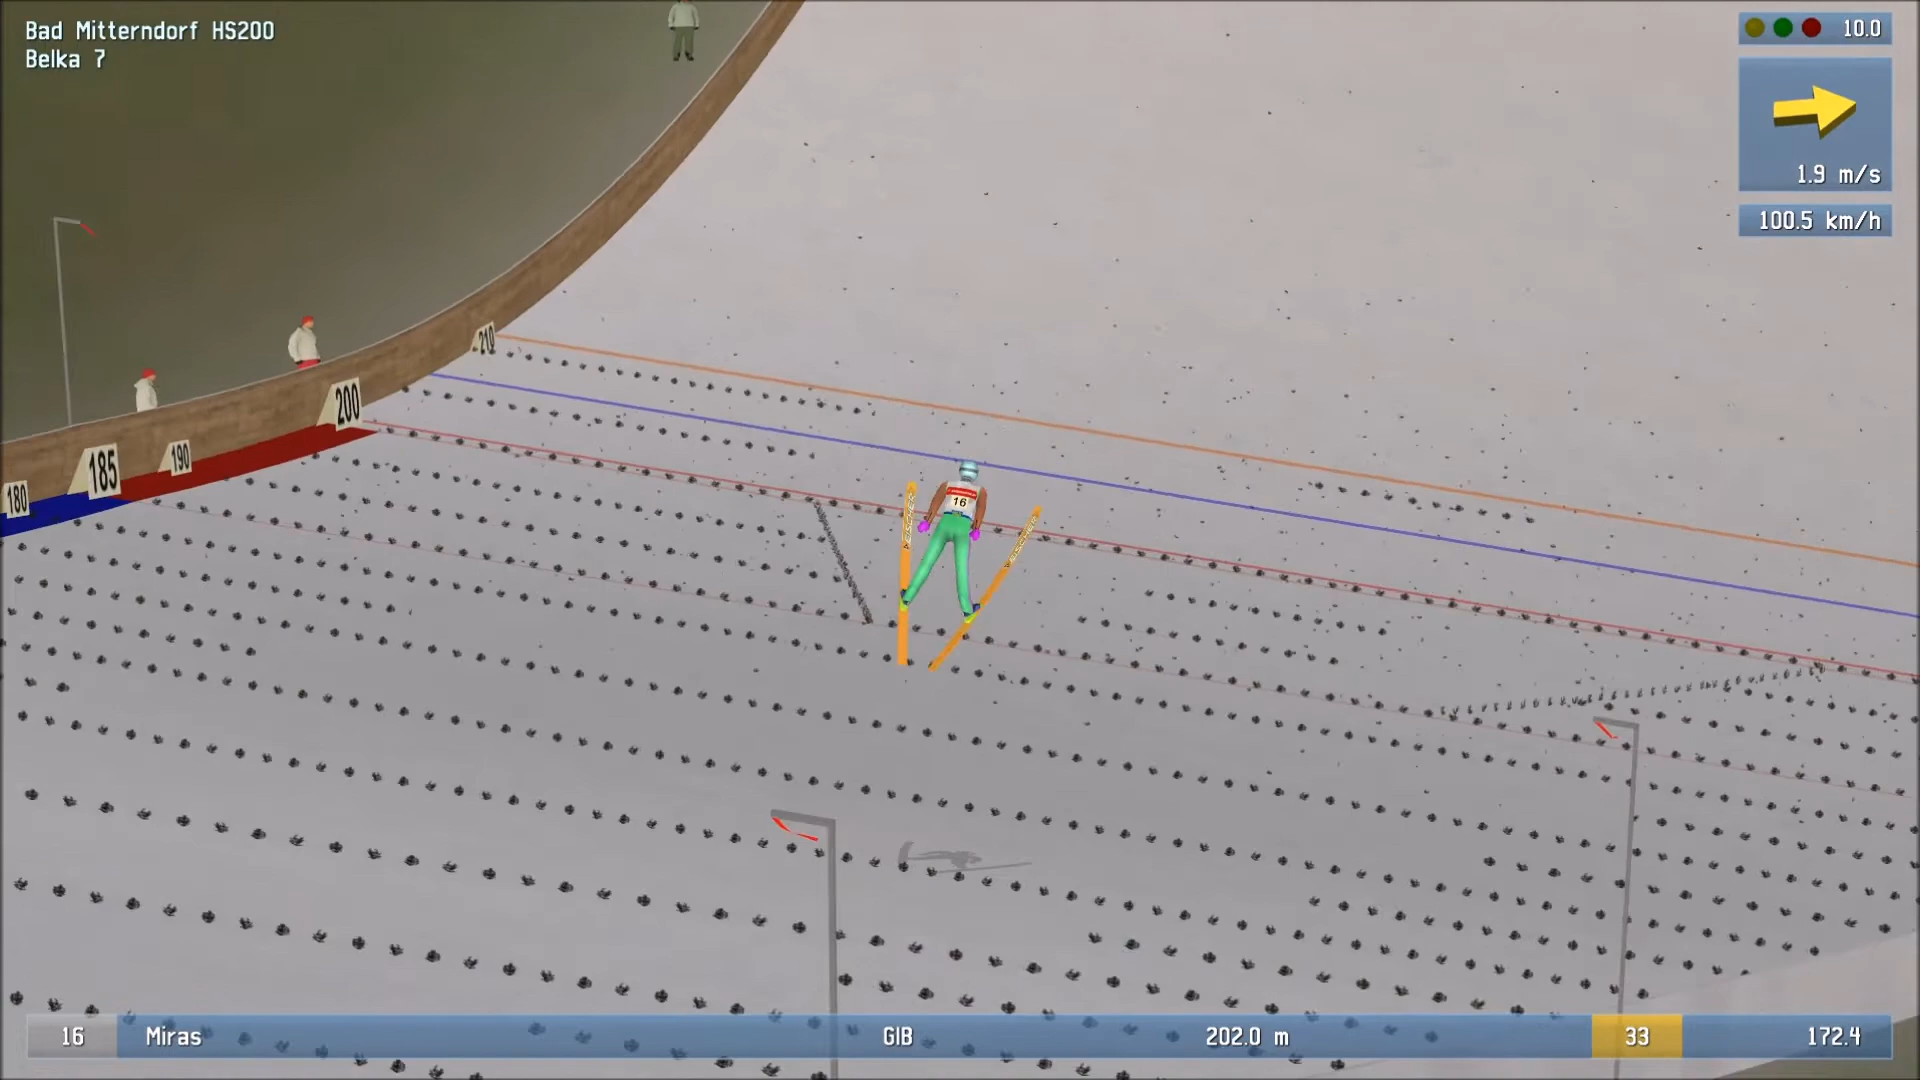 Bad Mitterndorf HS200
Belka 7
10.0
1.9 m/s
100.5 km/h
210
200
190
185
180
16
FISCHER
16 Miras GIB 202.0 m 33 172.4